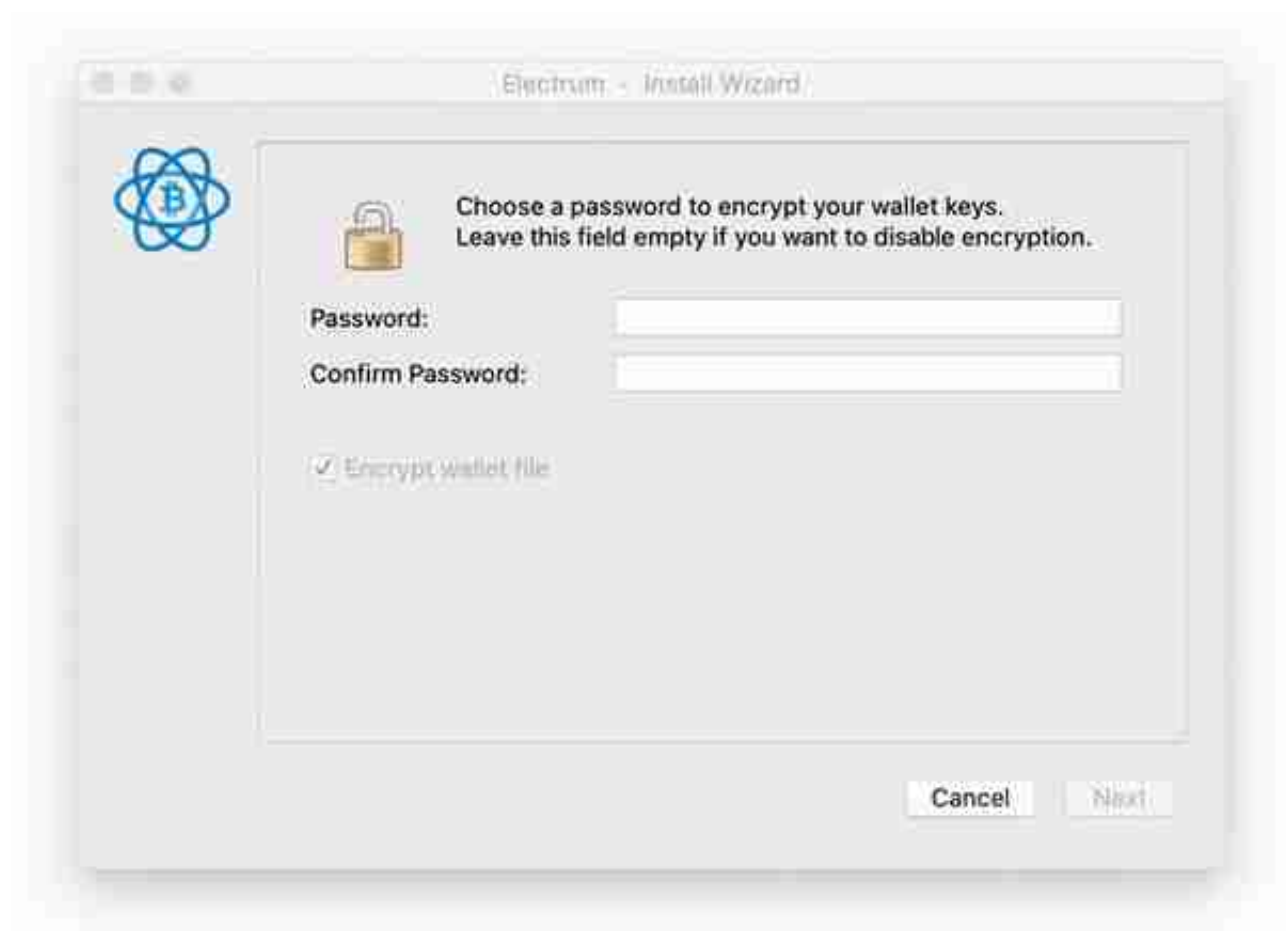 Electrum - Install Wizard
Choose a password to encrypt your wallet keys.
Leave this field empty if you want to disable encryption.
Password:
Confirm Password:
Encrypt wallet file
Cancel
Next